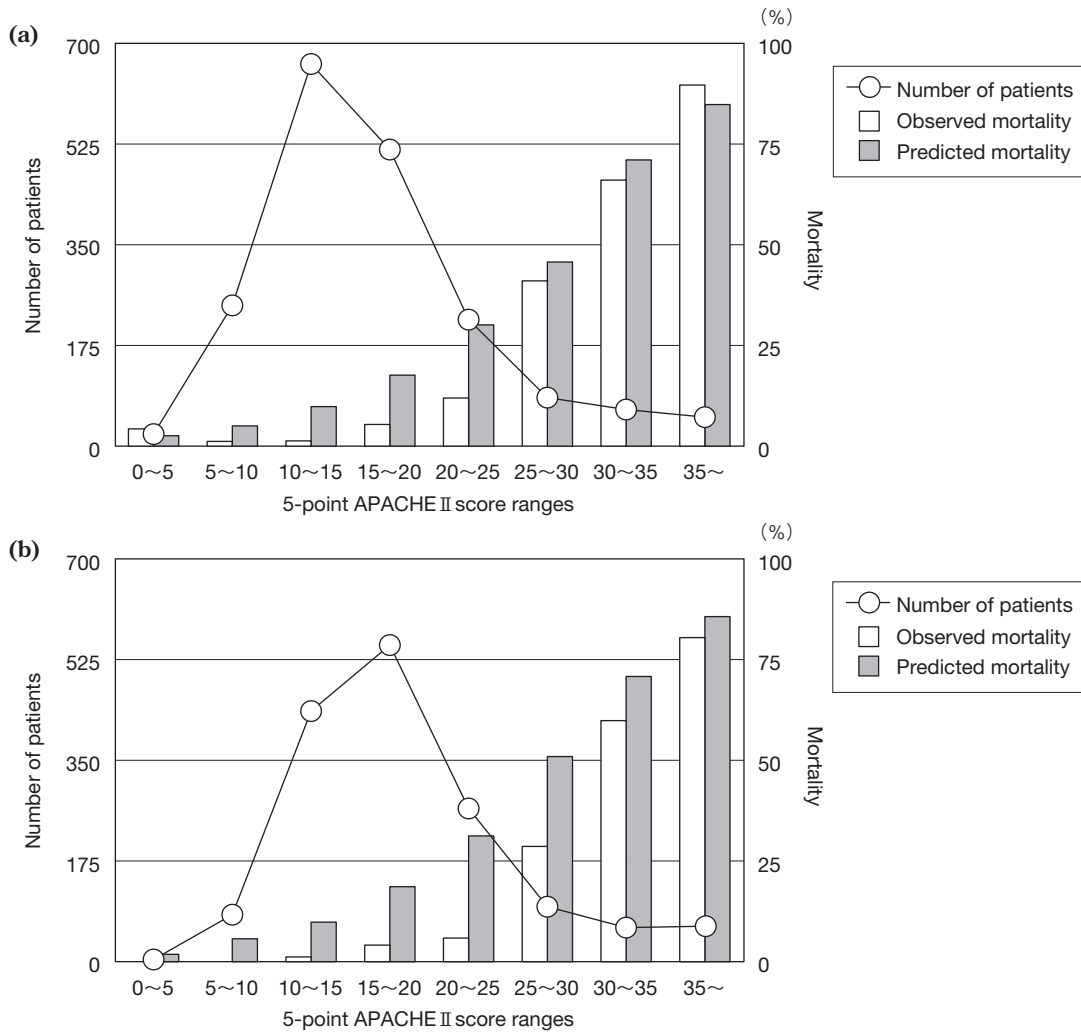 (a)
(%)
700
525
350
175
0
Number of patients
100
75
50
25
0
Mortality
0～5 5～10 10～15 15～20 20～25 25～30 30～35 35～
5-point APACHE Ⅱ score ranges
Number of patients
Observed mortality
Predicted mortality
(b)
(%)
700
525
350
175
0
Number of patients
100
75
50
25
0
Mortality
0～5 5～10 10～15 15～20 20～25 25～30 30～35 35～
5-point APACHE Ⅱ score ranges
Number of patients
Observed mortality
Predicted mortality